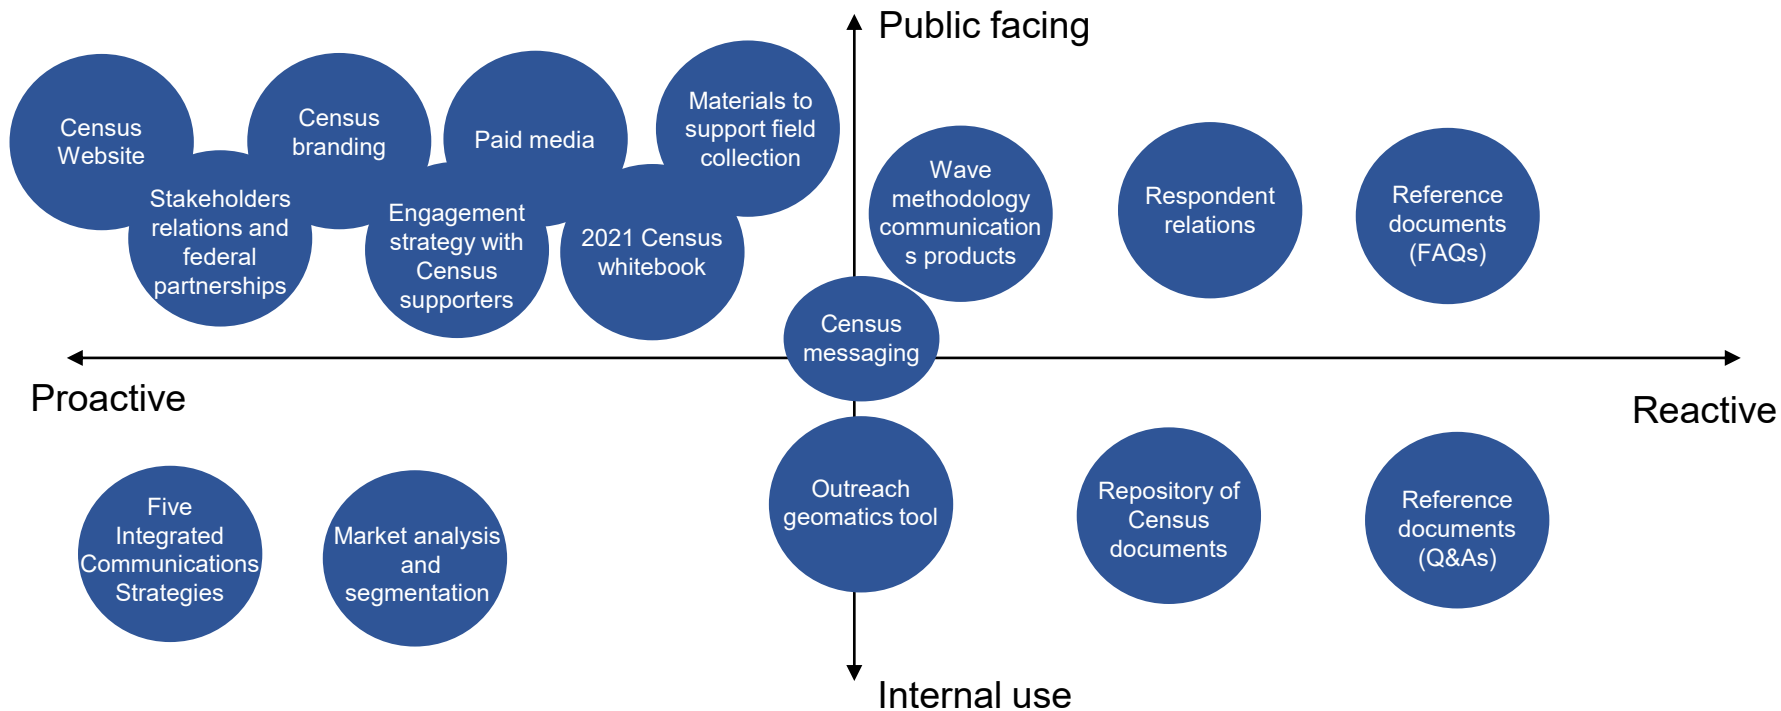 Public facing
Census
Website
Census
branding
Paid media
Materials to
support field
collection
Stakeholders
relations and
federal
partnerships
Engagement
strategy with
Census
supporters
2021 Census
whitebook
Wave
methodology
communication
s products
Respondent
relations
Reference
documents
(FAQs)
Census
messaging
Proactive
Reactive
Five
Integrated
Communications
Strategies
Market analysis
and
segmentation
Outreach
geomatics tool
Repository of
Census
documents
Reference
documents
(Q&As)
Internal use